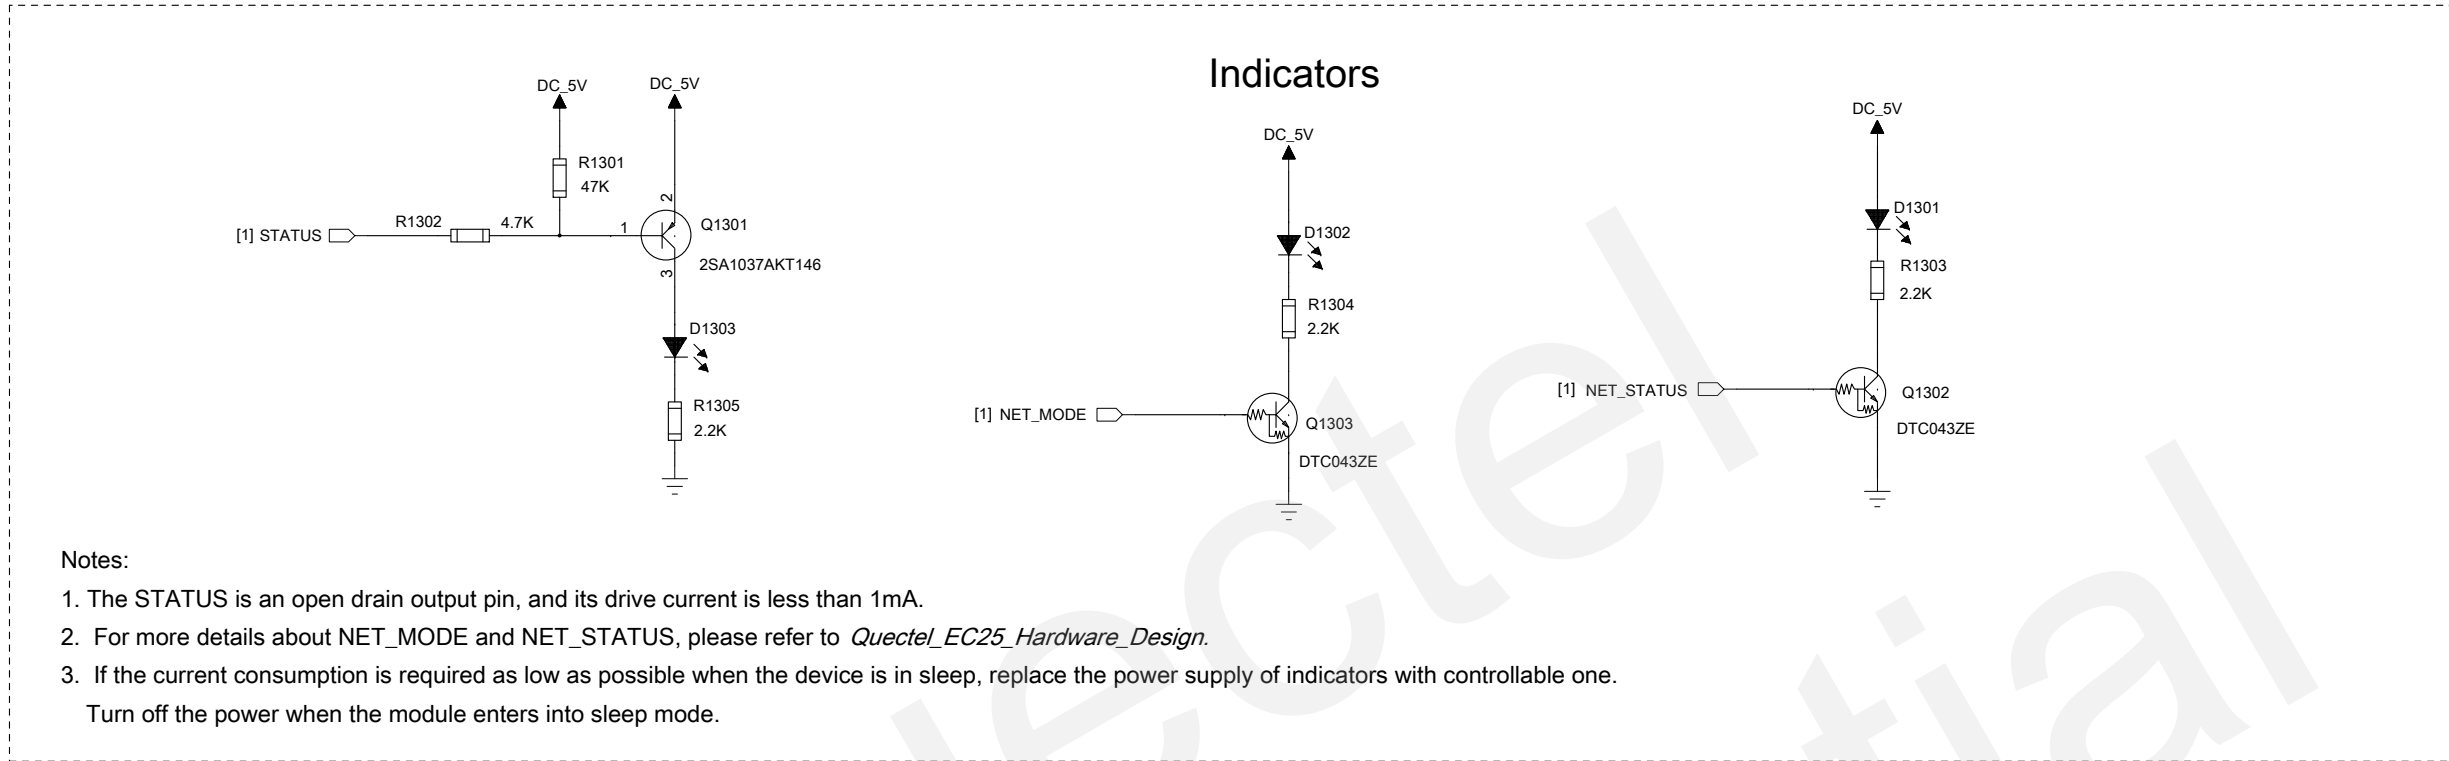 Indicators
DC_5V
DC_5V
R1301
47K
2
[1] STATUS
R1302
4.7K
1
Q1301
2SA1037AKT146
3
D1303
R1305
2.2K
DC_5V
D1302
R1304
2.2K
[1] NET_MODE
Q1303
DTC043ZE
DC_5V
D1301
R1303
2.2K
[1] NET_STATUS
Q1302
DTC043ZE
Notes:
1. The STATUS is an open drain output pin, and its drive current is less than 1mA.
2. For more details about NET_MODE and NET_STATUS, please refer to Quectel_EC25_Hardware_Design.
3. If the current consumption is required as low as possible when the device is in sleep, replace the power supply of indicators with controllable one.
Turn off the power when the module enters into sleep mode.